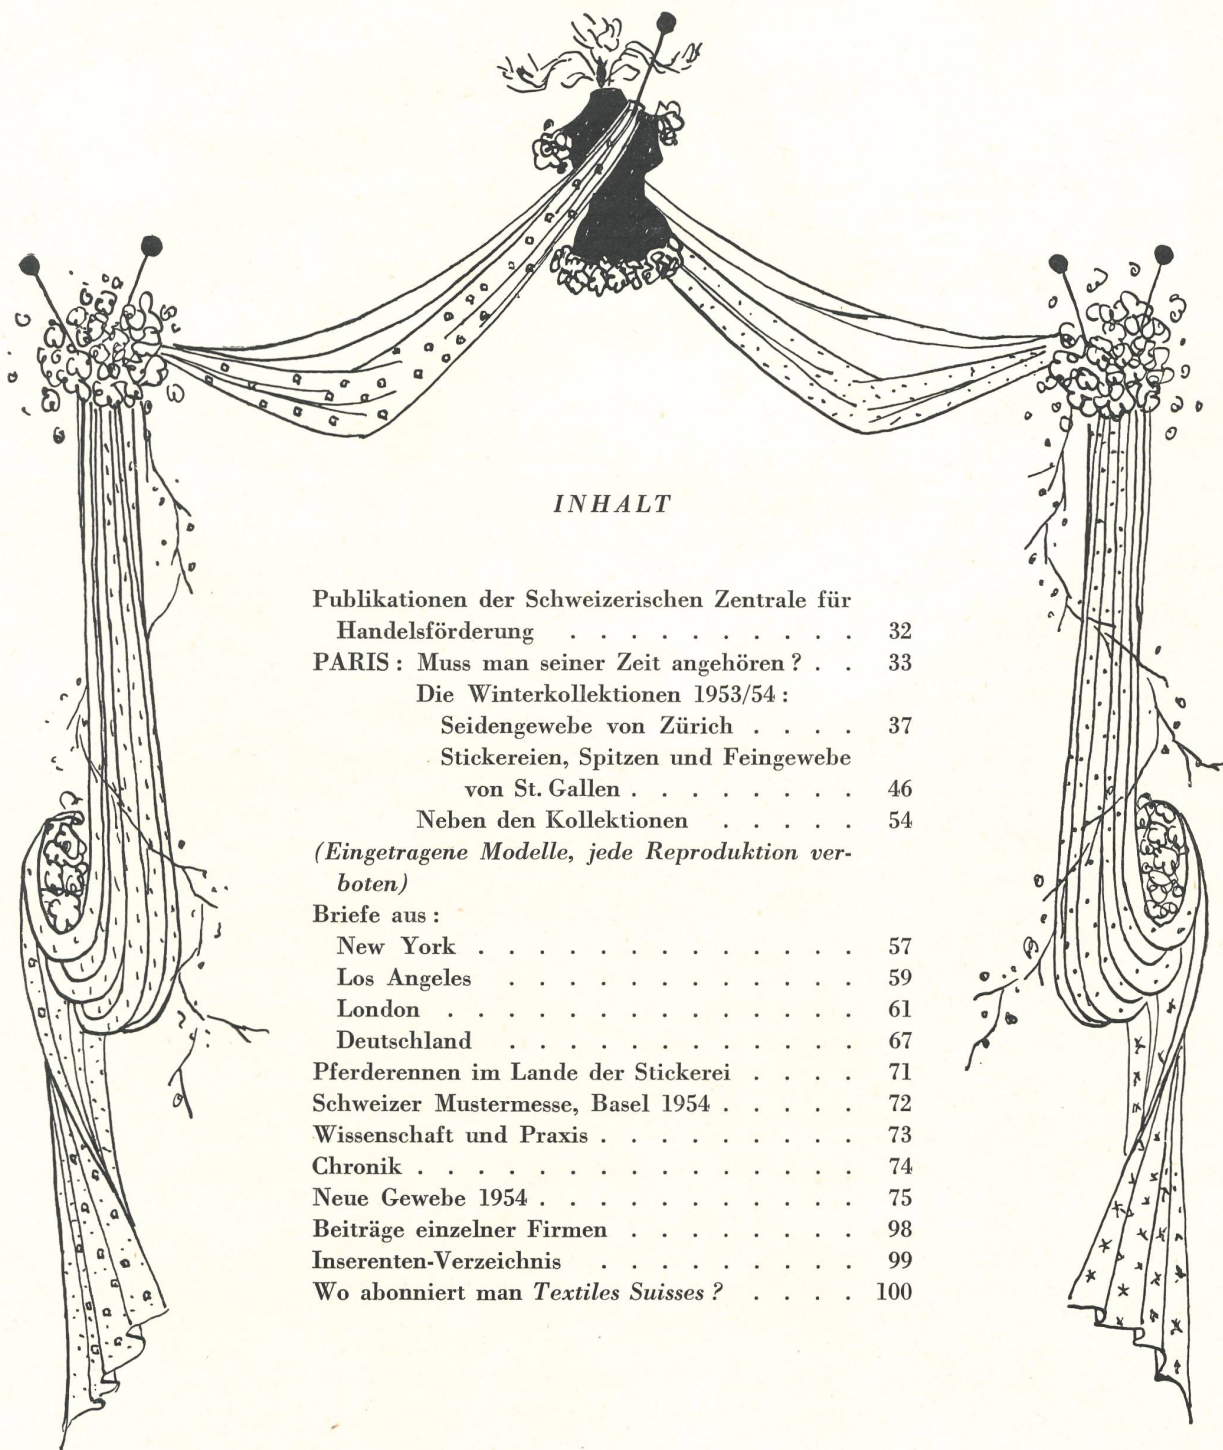 INHALT
Publikationen der Schweizerischen Zentrale für
Handelsförderung . . . . . . . . . . 32
PARIS : Muss man seiner Zeit angehören ? . . 33
Die Winterkollektionen 1953/54 :
Seidengewebe von Zürich . . . . 37
Stickereien, Spitzen und Feingewebe
von St. Gallen . . . . . . . . 46
Neben den Kollektionen . . . . . 54
(Eingetragene Modelle, jede Reproduktion ver-
boten)
Briefe aus :
New York . . . . . . . . . . . . . 57
Los Angeles . . . . . . . . . . . . 59
London . . . . . . . . . . . . . . 61
Deutschland . . . . . . . . . . . . 67
Pferderennen im Lande der Stickerei . . . . 71
Schweizer Mustermesse, Basel 1954 . . . . . 72
Wissenschaft und Praxis . . . . . . . . . 73
Chronik . . . . . . . . . . . . . . . 74
Neue Gewebe 1954 . . . . . . . . . . . 75
Beiträge einzelner Firmen . . . . . . . . 98
Inserenten-Verzeichnis . . . . . . . . . 99
Wo abonniert man Textiles Suisses ? . . . . 100